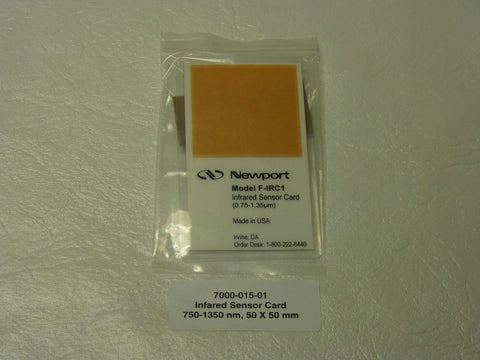 Newport
Model F-IRC1
Infrared Sensor Card
(0.75-1.35µm)
Made in USA
Irvine, CA
Order Desk: 1-800-222-6440
7000-015-01
Infared Sensor Card
750-1350 nm, 50 X 50 mm